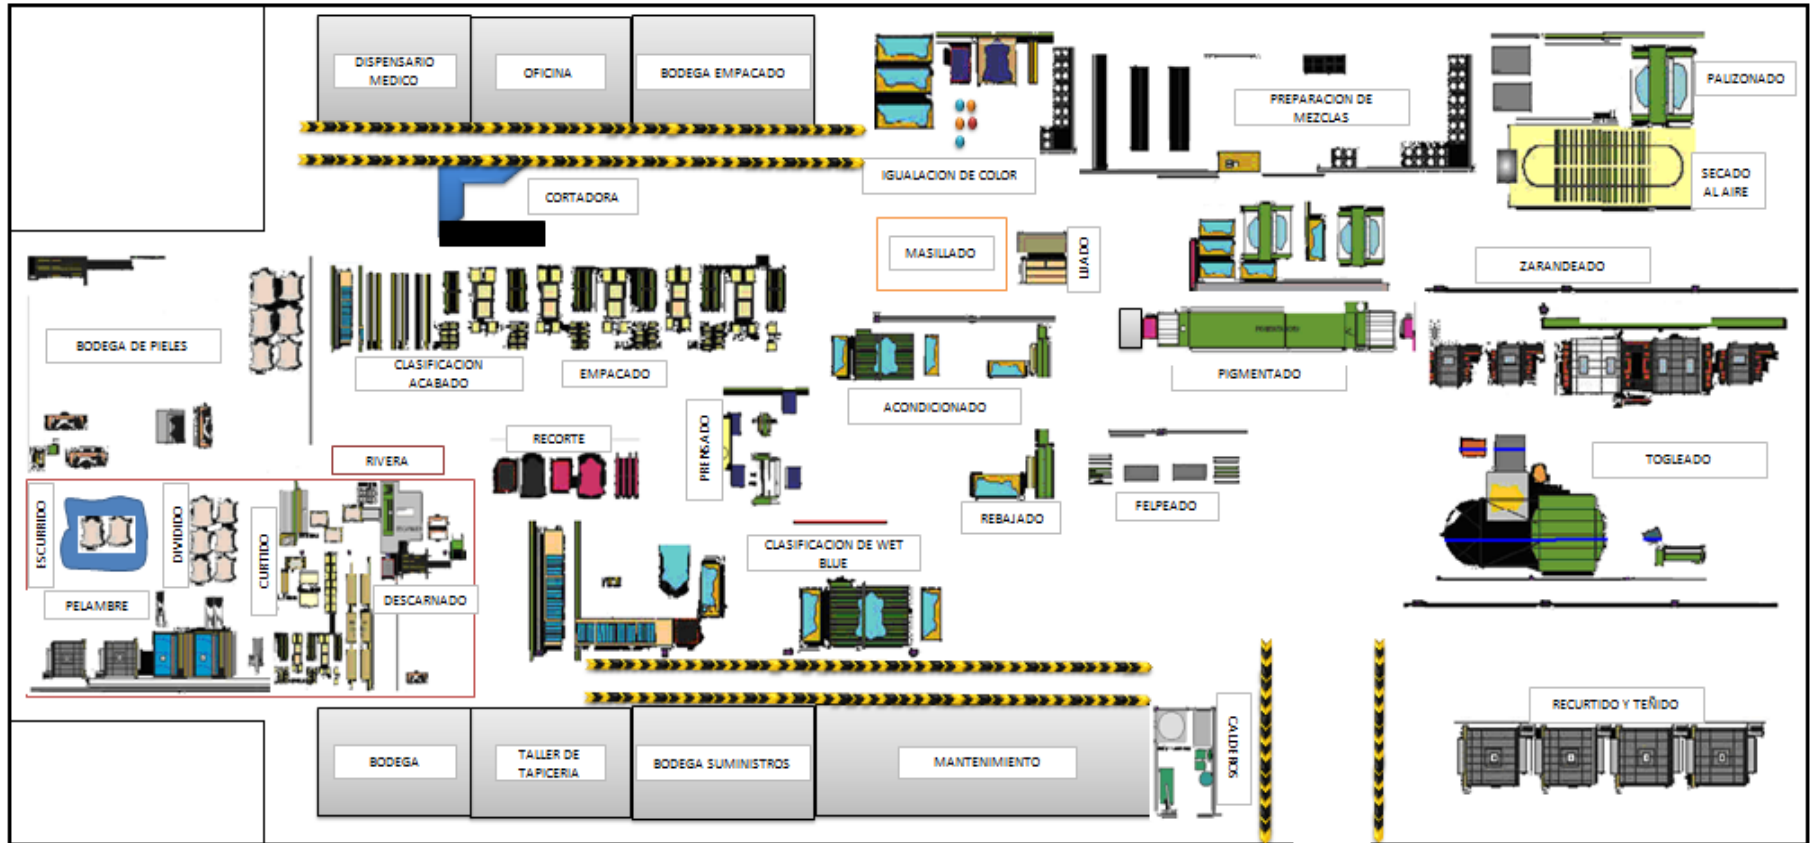 DISPENSARIO
MEDICO
OFICINA
BODEGA EMPACADO
PREPARACION DE
MEZCLAS
PALIZONADO
IGUALACION DE COLOR
SECADO
AL AIRE
CORTADORA
MASILLADO
LIJADO
ZARANDEADO
BODEGA DE PIELES
CLASIFICACION
ACABADO
EMPACADO
PIGMENTADO
ACONDICIONADO
RECORTE
PRENSADO
RIVERA
TOGLEADO
FELPEADO
REBAJADO
ESCURRIDO
DIVIDIDO
CURTIDO
CLASIFICACION DE WET
BLUE
PELAMBRE
DESCARNADO
RECURTIDO Y TEÑIDO
BODEGA
TALLER DE
TAPICERIA
BODEGA SUMINISTROS
MANTENIMIENTO
CALDEROS